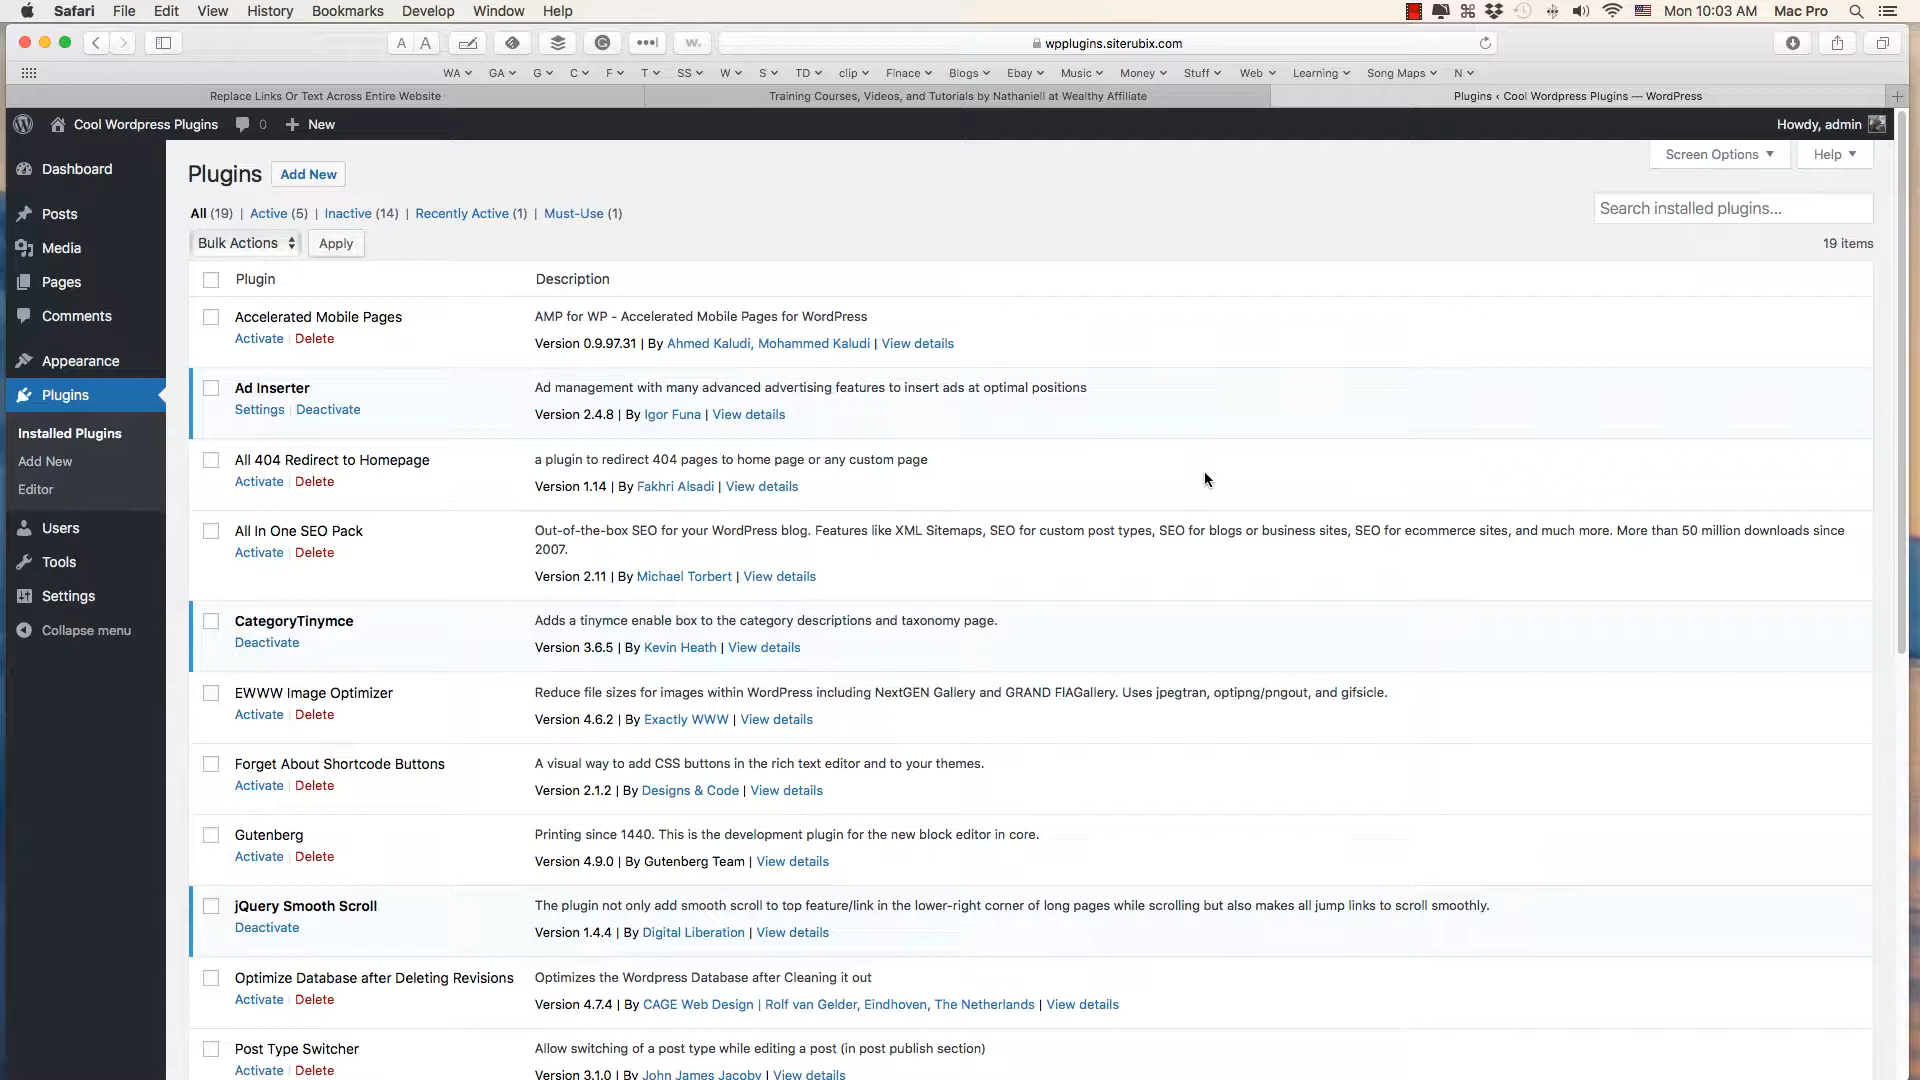 Safari File Edit View History Bookmarks Develop Window Help
Mon 10:03 AM Mac Pro
A A
w.
wpplugins.siterubix.com
WA GA G C F T SS W S TD clip Finace Blogs Ebay Music Money Stuff Web Learning Song Maps N
Replace Links Or Text Across Entire Website
Training Courses, Videos, and Tutorials by Nathaniell at Wealthy Affiliate
Plugins ‹ Cool Wordpress Plugins — WordPress
Cool Wordpress Plugins 0 + New
Howdy, admin
Dashboard
Posts
Media
Pages
Comments
Appearance
Plugins
Installed Plugins
Add New
Editor
Users
Tools
Settings
Collapse menu
Screen Options Help
Plugins Add New
All (19) | Active (5) | Inactive (14) | Recently Active (1) | Must-Use (1)
Search installed plugins...
Bulk Actions Apply
19 items
Plugin Description
Accelerated Mobile Pages
Activate | Delete
AMP for WP - Accelerated Mobile Pages for WordPress
Version 0.9.97.31 | By Ahmed Kaludi, Mohammed Kaludi | View details
Ad Inserter
Settings | Deactivate
Ad management with many advanced advertising features to insert ads at optimal positions
Version 2.4.8 | By Igor Funa | View details
All 404 Redirect to Homepage
Activate | Delete
a plugin to redirect 404 pages to home page or any custom page
Version 1.14 | By Fakhri Alsadi | View details
All In One SEO Pack
Activate | Delete
Out-of-the-box SEO for your WordPress blog. Features like XML Sitemaps, SEO for custom post types, SEO for blogs or business sites, SEO for ecommerce sites, and much more. More than 50 million downloads since
2007.
Version 2.11 | By Michael Torbert | View details
CategoryTinymce
Deactivate
Adds a tinymce enable box to the category descriptions and taxonomy page.
Version 3.6.5 | By Kevin Heath | View details
EWWW Image Optimizer
Activate | Delete
Reduce file sizes for images within WordPress including NextGEN Gallery and GRAND FlAGallery. Uses jpegtran, optipng/pngout, and gifsicle.
Version 4.6.2 | By Exactly WWW | View details
Forget About Shortcode Buttons
Activate | Delete
A visual way to add CSS buttons in the rich text editor and to your themes.
Version 2.1.2 | By Designs & Code | View details
Gutenberg
Activate | Delete
Printing since 1440. This is the development plugin for the new block editor in core.
Version 4.9.0 | By Gutenberg Team | View details
jQuery Smooth Scroll
Deactivate
The plugin not only add smooth scroll to top feature/link in the lower-right corner of long pages while scrolling but also makes all jump links to scroll smoothly.
Version 1.4.4 | By Digital Liberation | View details
Optimize Database after Deleting Revisions
Activate | Delete
Optimizes the Wordpress Database after Cleaning it out
Version 4.7.4 | By CAGE Web Design | Rolf van Gelder, Eindhoven, The Netherlands | View details
Post Type Switcher
Activate | Delete
Allow switching of a post type while editing a post (in post publish section)
Version 3.1.0 | By John James Jacoby | View details